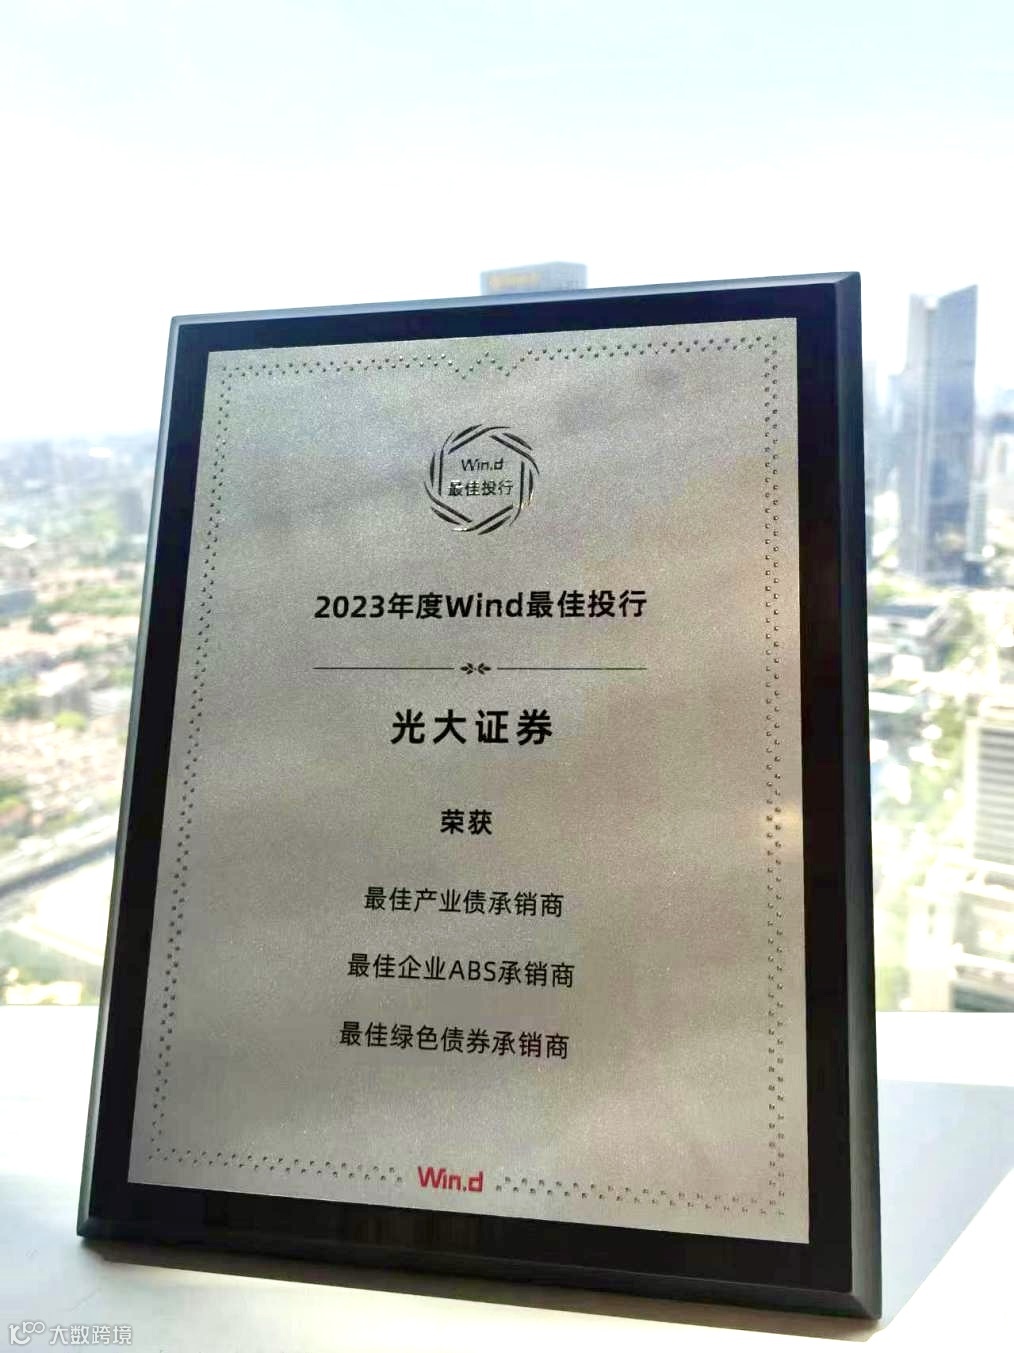 Win.d
最佳投行
2023年度Wind最佳投行
光大证券
荣获
最佳产业债承销商
最佳企业ABS承销商
最佳绿色债券承销商
Win.d
大数跨境